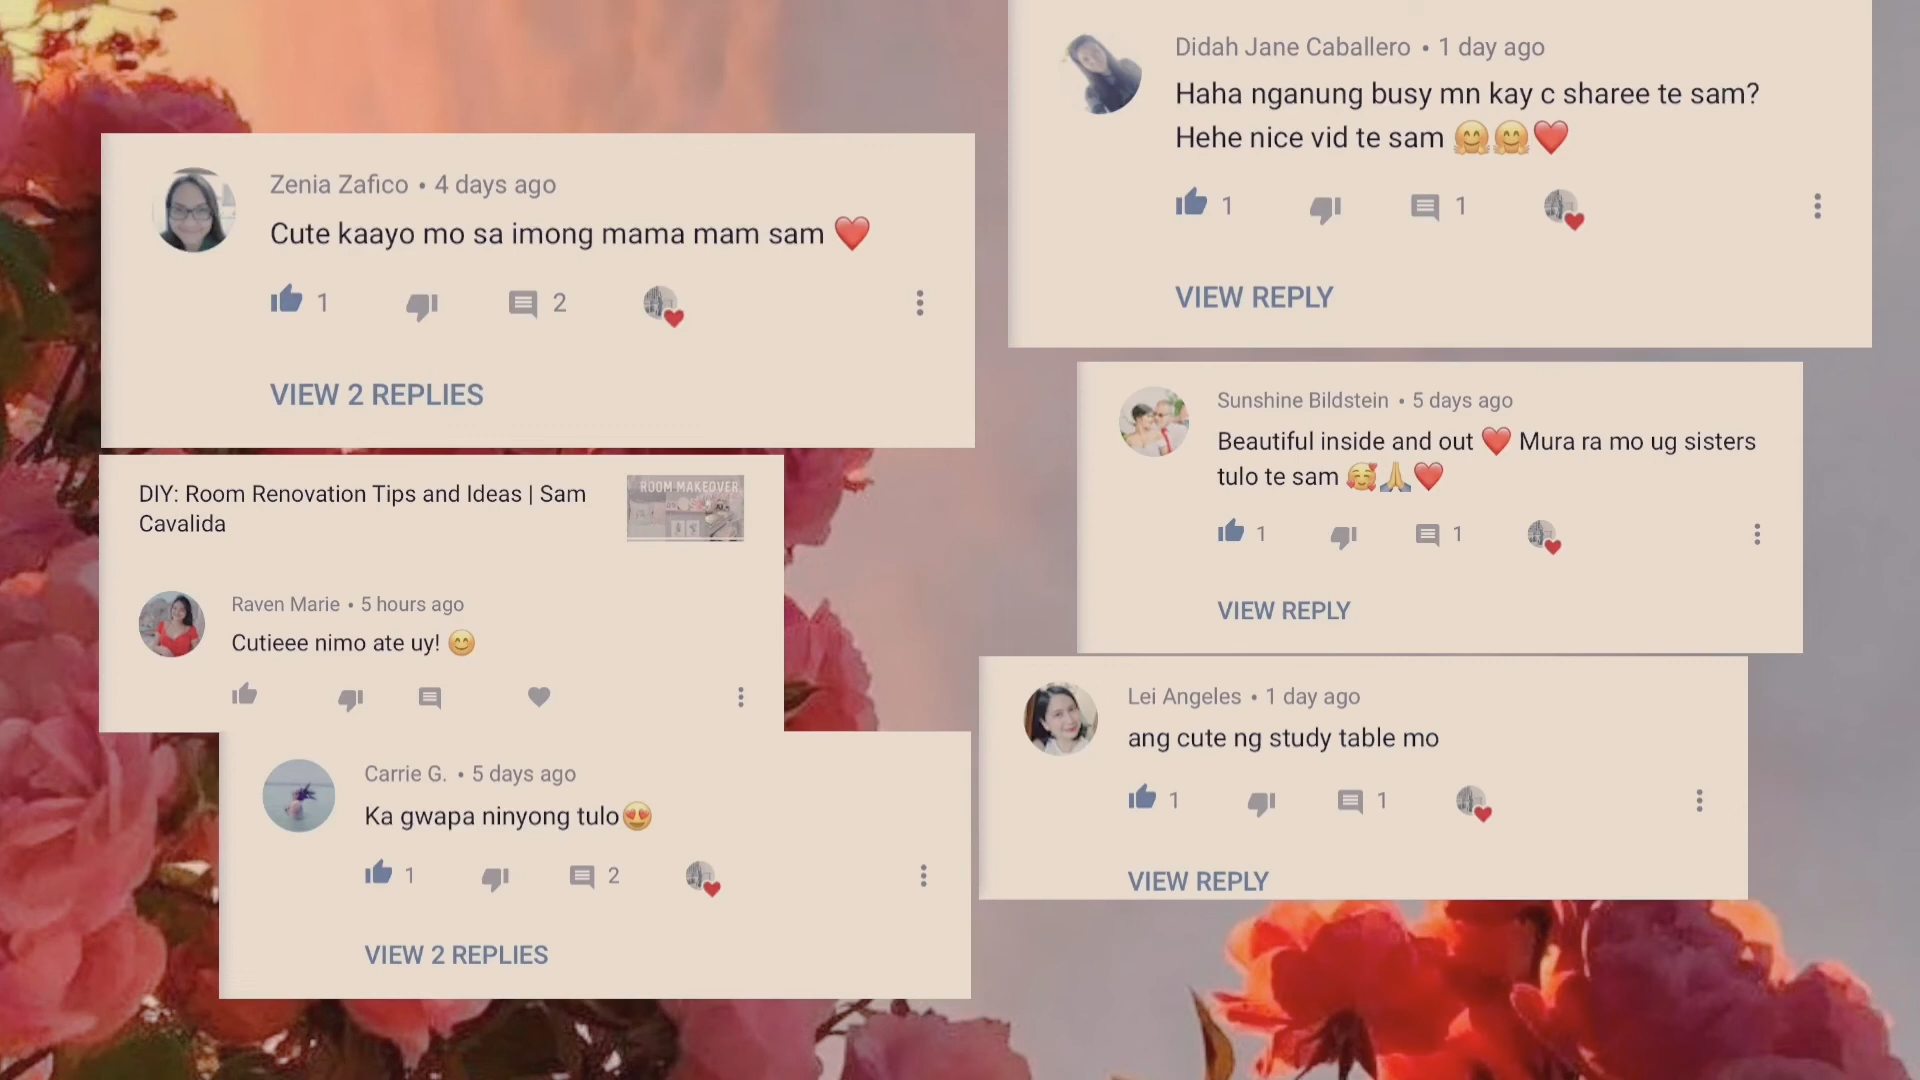 Zenia Zafico • 4 days ago
Cute kaayo mo sa imong mama mam sam ❤️
1 2
VIEW 2 REPLIES
DIY: Room Renovation Tips and Ideas | Sam
Cavalida
ROOM MAKEOVER
Raven Marie • 5 hours ago
Cutieee nimo ate uy! 😊
Carrie G. • 5 days ago
Ka gwapa ninyong tulo😍
1 2
VIEW 2 REPLIES
Didah Jane Caballero • 1 day ago
Haha nganung busy mn kay c sharee te sam?
Hehe nice vid te sam 🤗🤗❤️
1 1
VIEW REPLY
Sunshine Bildstein • 5 days ago
Beautiful inside and out ❤️ Mura ra mo ug sisters
tulo te sam 🥰🙏❤️
1 1
VIEW REPLY
Lei Angeles • 1 day ago
ang cute ng study table mo
1 1
VIEW REPLY